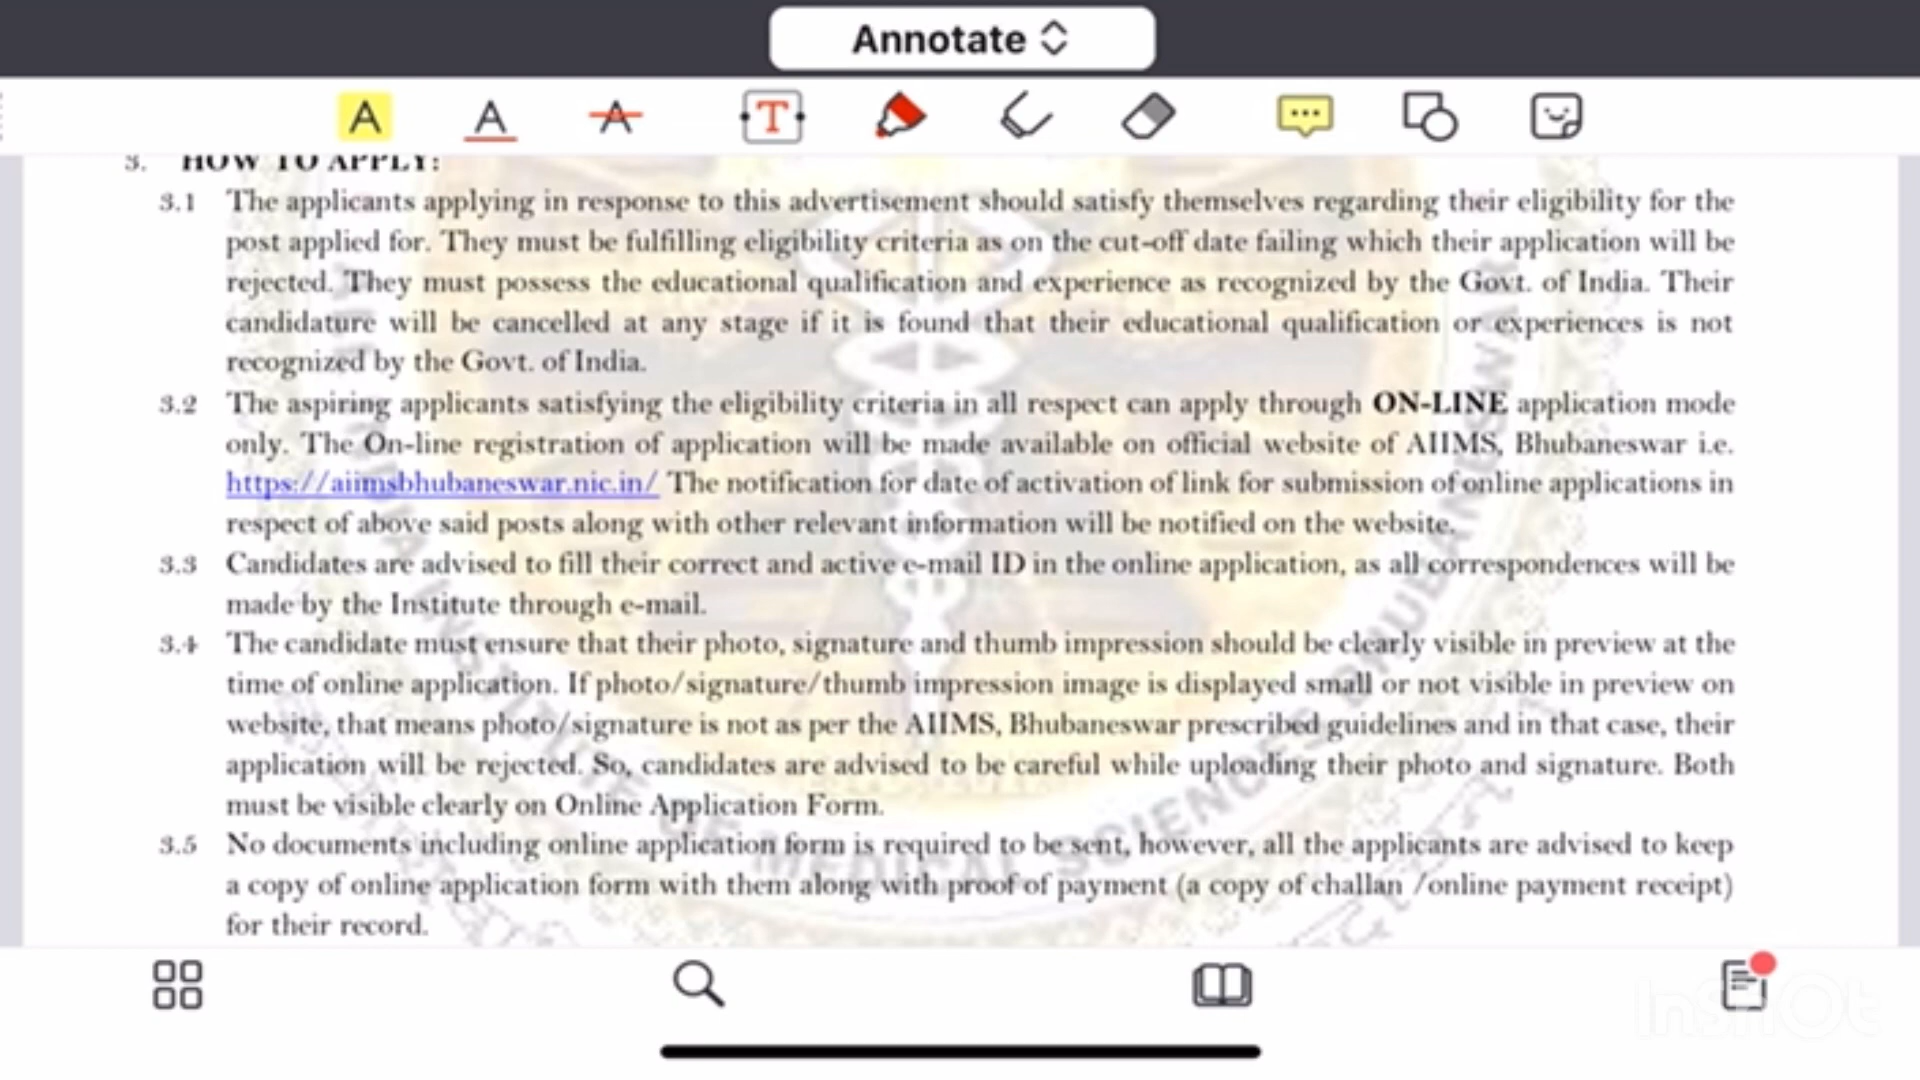 Annotate
A A A T
3. HOW TO APPLY:
3.1 The applicants applying in response to this advertisement should satisfy themselves regarding their eligibility for the
post applied for. They must be fulfilling eligibility criteria as on the cut-off date failing which their application will be
rejected. They must possess the educational qualification and experience as recognized by the Govt. of India. Their
candidature will be cancelled at any stage if it is found that their educational qualification or experiences is not
recognized by the Govt. of India.
3.2 The aspiring applicants satisfying the eligibility criteria in all respect can apply through ON-LINE application mode
only. The On-line registration of application will be made available on official website of AIIMS, Bhubaneswar i.e.
https://aiimsbhubaneswar.nic.in/ The notification for date of activation of link for submission of online applications in
respect of above said posts along with other relevant information will be notified on the website.
3.3 Candidates are advised to fill their correct and active e-mail ID in the online application, as all correspondences will be
made by the Institute through e-mail.
3.4 The candidate must ensure that their photo, signature and thumb impression should be clearly visible in preview at the
time of online application. If photo/signature/thumb impression image is displayed small or not visible in preview on
website, that means photo/signature is not as per the AIIMS, Bhubaneswar prescribed guidelines and in that case, their
application will be rejected. So, candidates are advised to be careful while uploading their photo and signature. Both
must be visible clearly on Online Application Form.
3.5 No documents including online application form is required to be sent, however, all the applicants are advised to keep
a copy of online application form with them along with proof of payment (a copy of challan /online payment receipt)
for their record.
OF MEDICAL SCIENCES BHUBANESWAR
InShOt